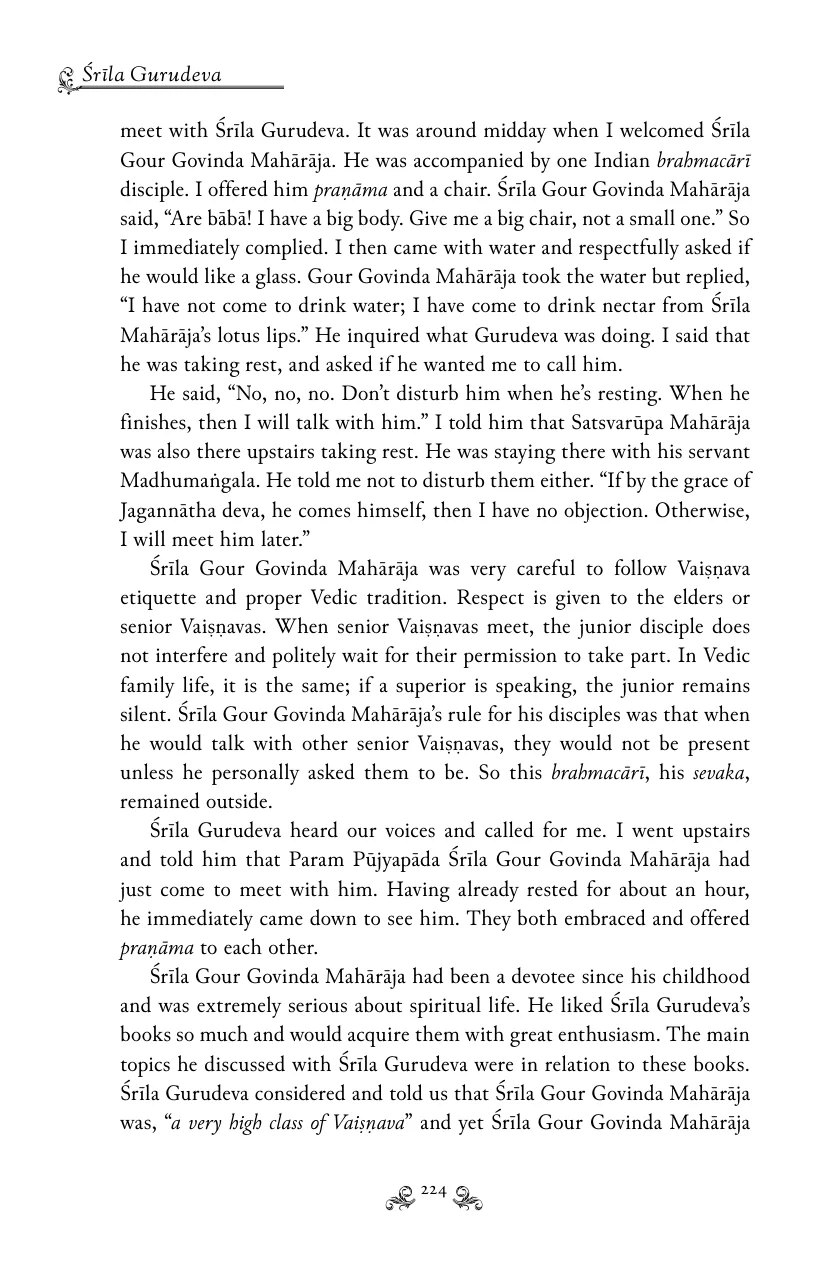 Śrīla Gurudeva
meet with Śrīla Gurudeva. It was around midday when I welcomed Śrīla
Gour Govinda Mahārāja. He was accompanied by one Indian brahmacārī
disciple. I offered him praṇāma and a chair. Śrīla Gour Govinda Mahārāja
said, “Are bābā! I have a big body. Give me a big chair, not a small one.” So
I immediately complied. I then came with water and respectfully asked if
he would like a glass. Gour Govinda Mahārāja took the water but replied,
“I have not come to drink water; I have come to drink nectar from Śrīla
Mahārāja’s lotus lips.” He inquired what Gurudeva was doing. I said that
he was taking rest, and asked if he wanted me to call him.
He said, “No, no, no. Don’t disturb him when he’s resting. When he
finishes, then I will talk with him.” I told him that Satsvarūpa Mahārāja
was also there upstairs taking rest. He was staying there with his servant
Madhumaṅgala. He told me not to disturb them either. “If by the grace of
Jagannātha deva, he comes himself, then I have no objection. Otherwise,
I will meet him later.”
Śrīla Gour Govinda Mahārāja was very careful to follow Vaiṣṇava
etiquette and proper Vedic tradition. Respect is given to the elders or
senior Vaiṣṇavas. When senior Vaiṣṇavas meet, the junior disciple does
not interfere and politely wait for their permission to take part. In Vedic
family life, it is the same; if a superior is speaking, the junior remains
silent. Śrīla Gour Govinda Mahārāja’s rule for his disciples was that when
he would talk with other senior Vaiṣṇavas, they would not be present
unless he personally asked them to be. So this brahmacārī, his sevaka,
remained outside.
Śrīla Gurudeva heard our voices and called for me. I went upstairs
and told him that Param Pūjyapāda Śrīla Gour Govinda Mahārāja had
just come to meet with him. Having already rested for about an hour,
he immediately came down to see him. They both embraced and offered
praṇāma to each other.
Śrīla Gour Govinda Mahārāja had been a devotee since his childhood
and was extremely serious about spiritual life. He liked Śrīla Gurudeva’s
books so much and would acquire them with great enthusiasm. The main
topics he discussed with Śrīla Gurudeva were in relation to these books.
Śrīla Gurudeva considered and told us that Śrīla Gour Govinda Mahārāja
was, “a very high class of Vaiṣṇava” and yet Śrīla Gour Govinda Mahārāja
224